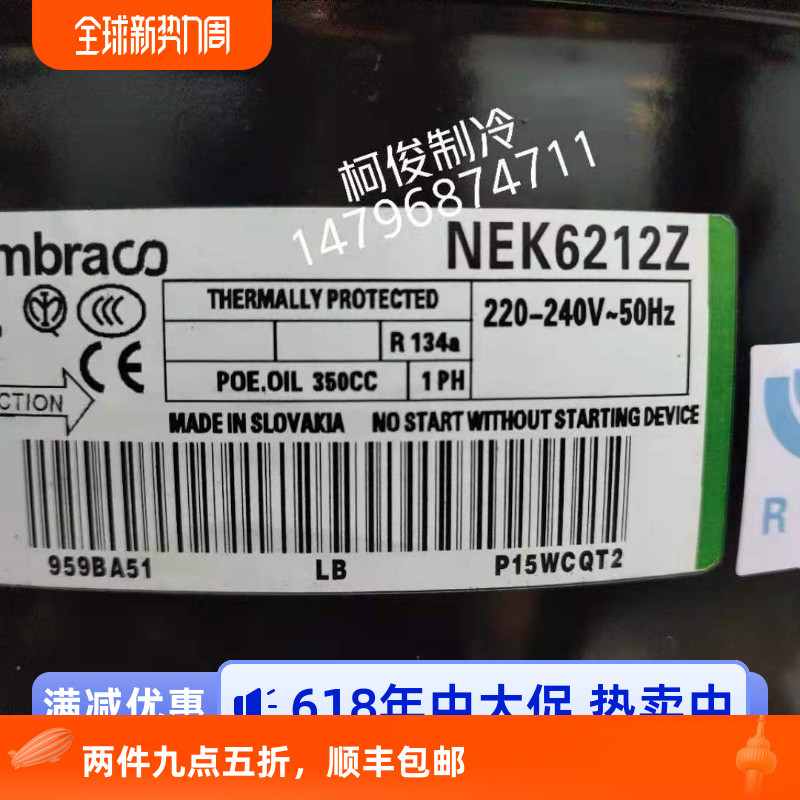 全球新势力周
柯俊制冷
14796874711
mbraco
NEK6212Z
THERMALLY PROTECTED
220-240V~50Hz
R 134a
POE.OIL 350CC
1 PH
CTION
MADE IN SLOVAKIA
NO START WITHOUT STARTING DEVICE
959BA51
LB
P15WCQT2
R
满减优惠
618年中大促 热卖中
两件九点五折，顺丰包邮